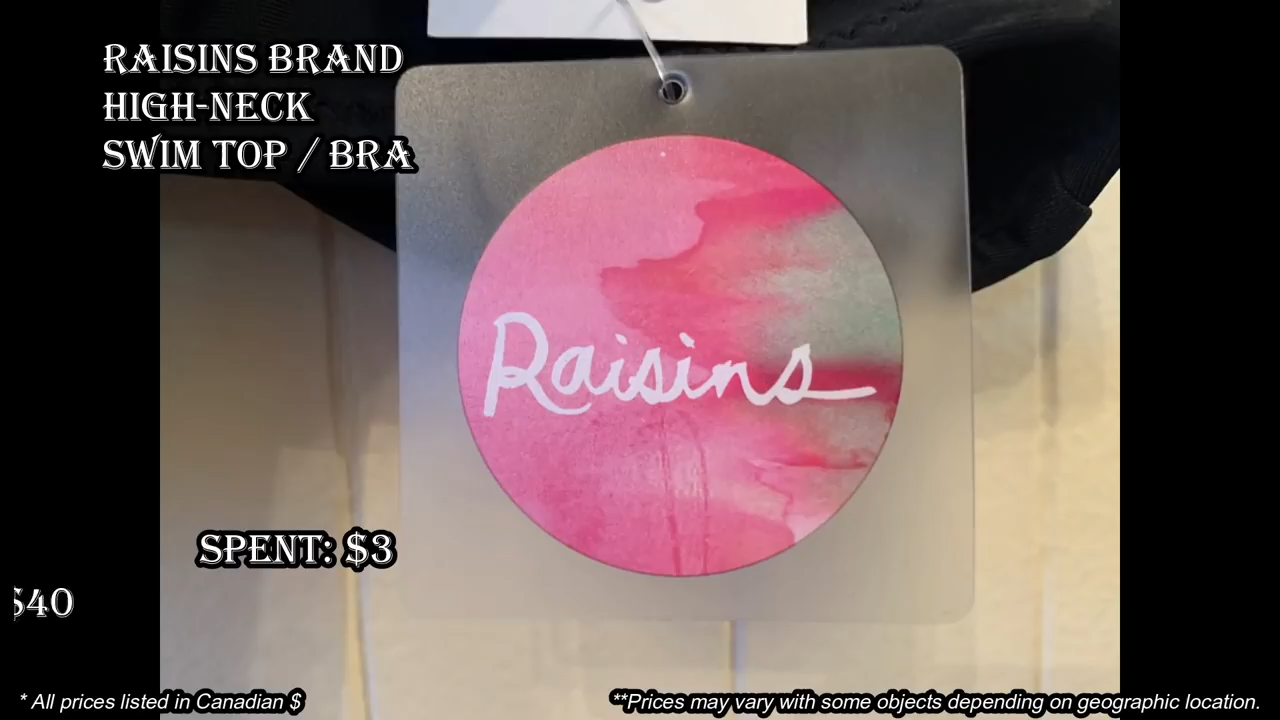 RAISINS BRAND
HIGH-NECK
SWIM TOP / BRA
Raisins
SPENT: $3
$40
* All prices listed in Canadian $
**Prices may vary with some objects depending on geographic location.